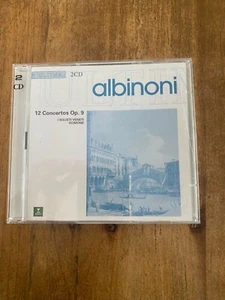 2CD
albinoni
2
CD
12 Concertos Op. 9
I SOLISTI VENETI
SCIMONE